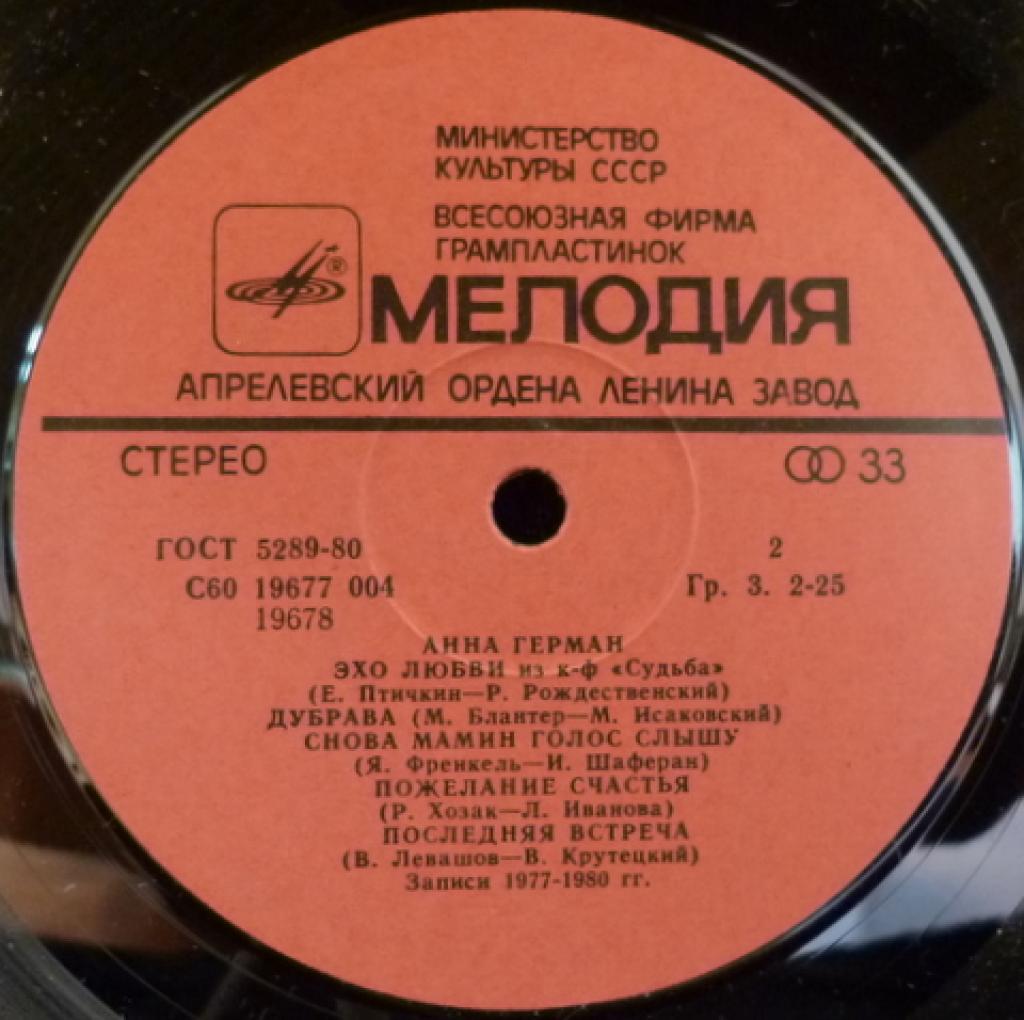 МИНИСТЕРСТВО
КУЛЬТУРЫ СССР
ВСЕСОЮЗНАЯ ФИРМА
ГРАМПЛАСТИНОК
®
МЕЛОДИЯ
АПРЕЛЕВСКИЙ ОРДЕНА ЛЕНИНА ЗАВОД
СТЕРЕО 33
ГОСТ 5289-80 2
С60 19677 004 Гр. 3. 2-25
19678
АННА ГЕРМАН
ЭХО ЛЮБВИ из к-ф «Судьба»
(Е. Птичкин—Р. Рождественский)
ДУБРАВА (М. Блантер—М. Исаковский)
СНОВА МАМИН ГОЛОС СЛЫШУ
(Я. Френкель—И. Шаферан)
ПОЖЕЛАНИЕ СЧАСТЬЯ
(Р. Хозак—Л. Иванова)
ПОСЛЕДНЯЯ ВСТРЕЧА
(В. Левашов—В. Крутецкий)
Записи 1977-1980 гг.